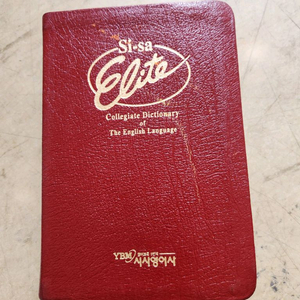 Si-sa
Elite
Collegiate Dictionary
of
The English Language
YBM
시사영어사